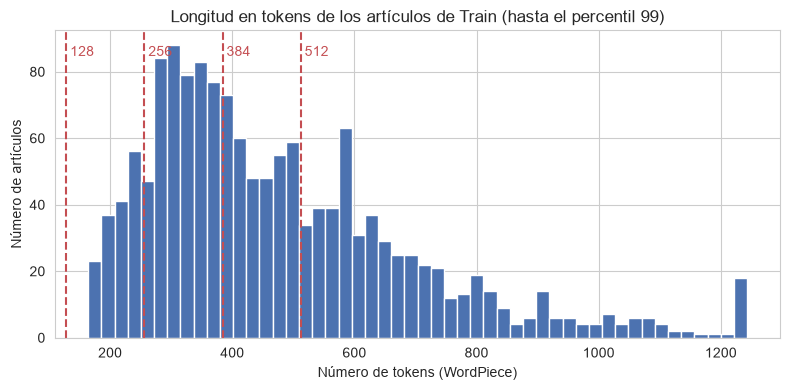 Longitud en tokens de los artículos de Train (hasta el percentil 99)
128 256 384 512
Número de artículos
80
60
40
20
0
200 400 600 800 1000 1200
Número de tokens (WordPiece)